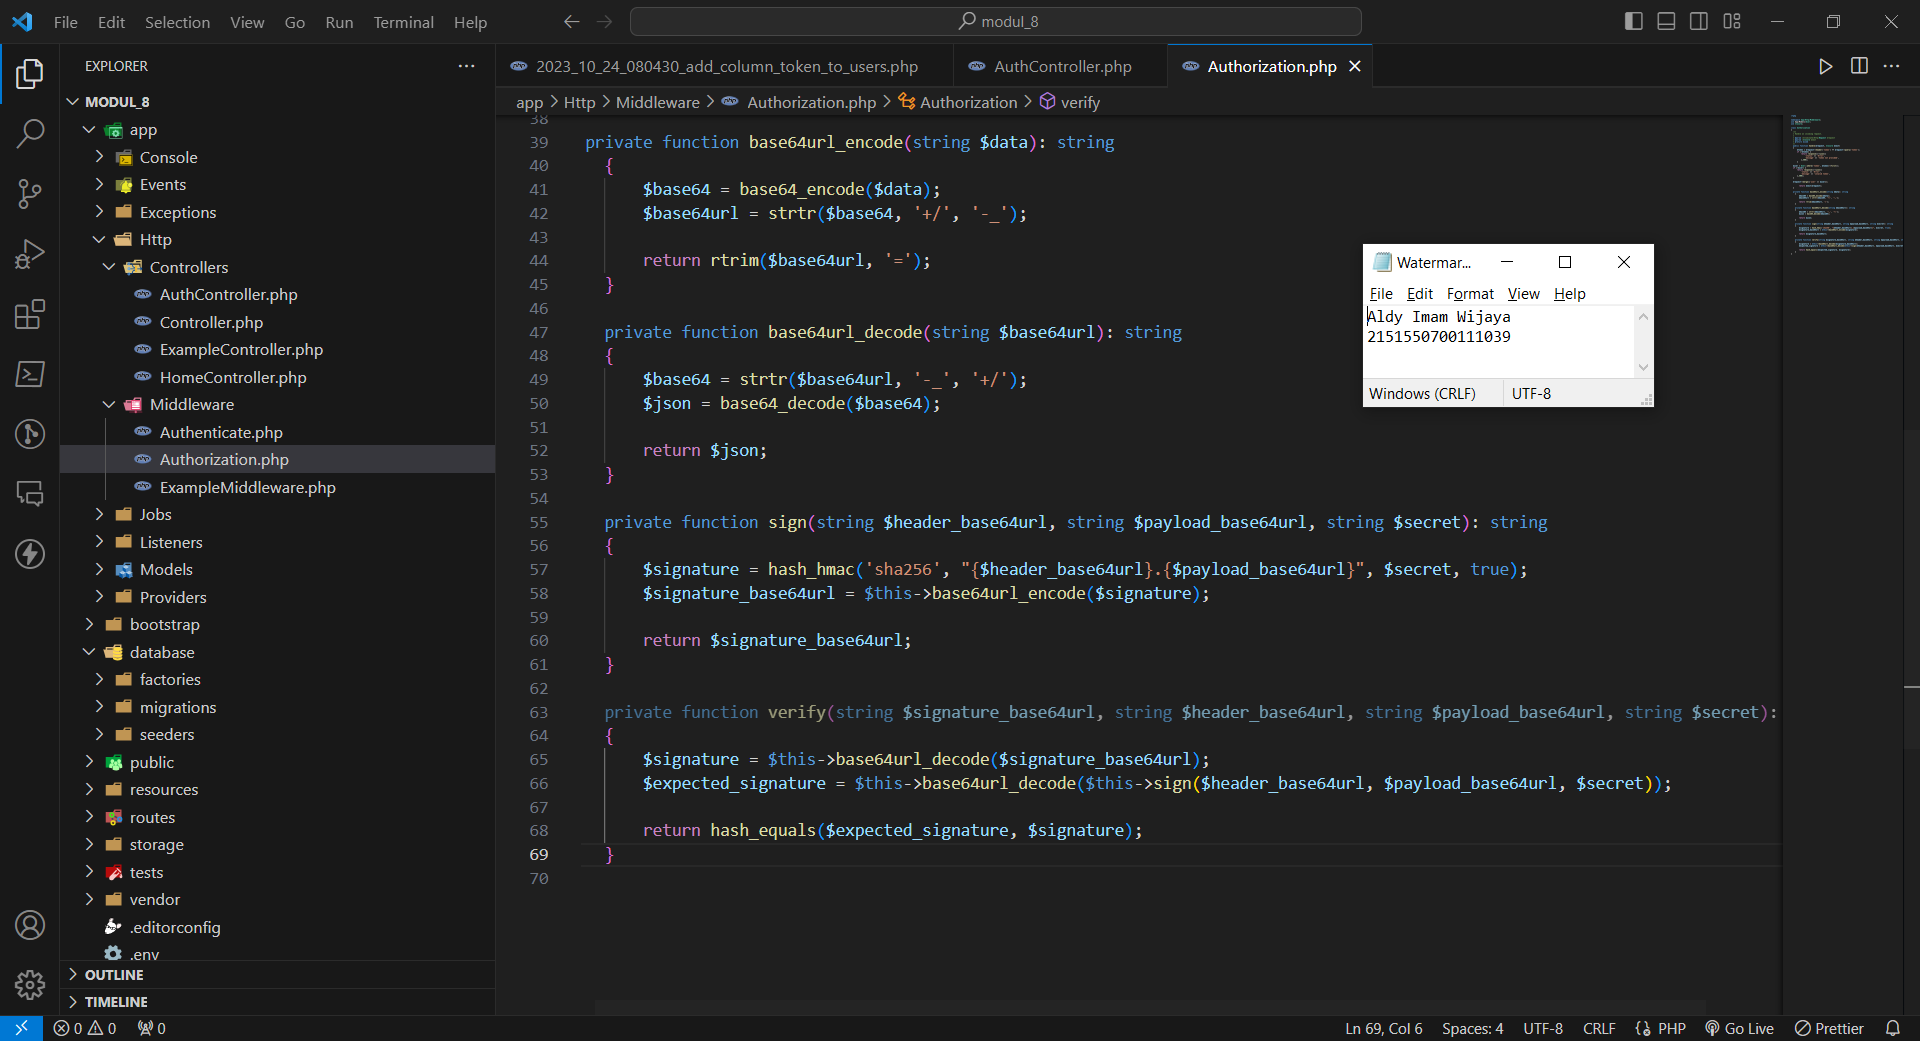 File Edit Selection View Go Run Terminal Help
modul_8
EXPLORER
MODUL_8
app
Console
Events
Exceptions
Http
Controllers
AuthController.php
Controller.php
ExampleController.php
HomeController.php
Middleware
Authenticate.php
Authorization.php
ExampleMiddleware.php
Jobs
Listeners
Models
Providers
bootstrap
database
factories
migrations
seeders
public
resources
routes
storage
tests
vendor
.editorconfig
.env
OUTLINE
TIMELINE
2023_10_24_080430_add_column_token_to_users.php
AuthController.php
Authorization.php
app > Http > Middleware > Authorization.php > Authorization > verify
38
39 private function base64url_encode(string $data): string
40 {
41 $base64 = base64_encode($data);
42 $base64url = strtr($base64, '+/', '-_');
43
44 return rtrim($base64url, '=');
45 }
46
47 private function base64url_decode(string $base64url): string
48 {
49 $base64 = strtr($base64url, '-_', '+/');
50 $json = base64_decode($base64);
51
52 return $json;
53 }
54
55 private function sign(string $header_base64url, string $payload_base64url, string $secret): string
56 {
57 $signature = hash_hmac('sha256', "{$header_base64url}.{$payload_base64url}", $secret, true);
58 $signature_base64url = $this->base64url_encode($signature);
59
60 return $signature_base64url;
61 }
62
63 private function verify(string $signature_base64url, string $header_base64url, string $payload_base64url, string $secret):
64 {
65 $signature = $this->base64url_decode($signature_base64url);
66 $expected_signature = $this->base64url_decode($this->sign($header_base64url, $payload_base64url, $secret));
67
68 return hash_equals($expected_signature, $signature);
69 }
70
Watermar...
File Edit Format View Help
Aldy Imam Wijaya
2151550700111039
Windows (CRLF) UTF-8
0 0 0
Ln 69, Col 6 Spaces: 4 UTF-8 CRLF PHP Go Live Prettier